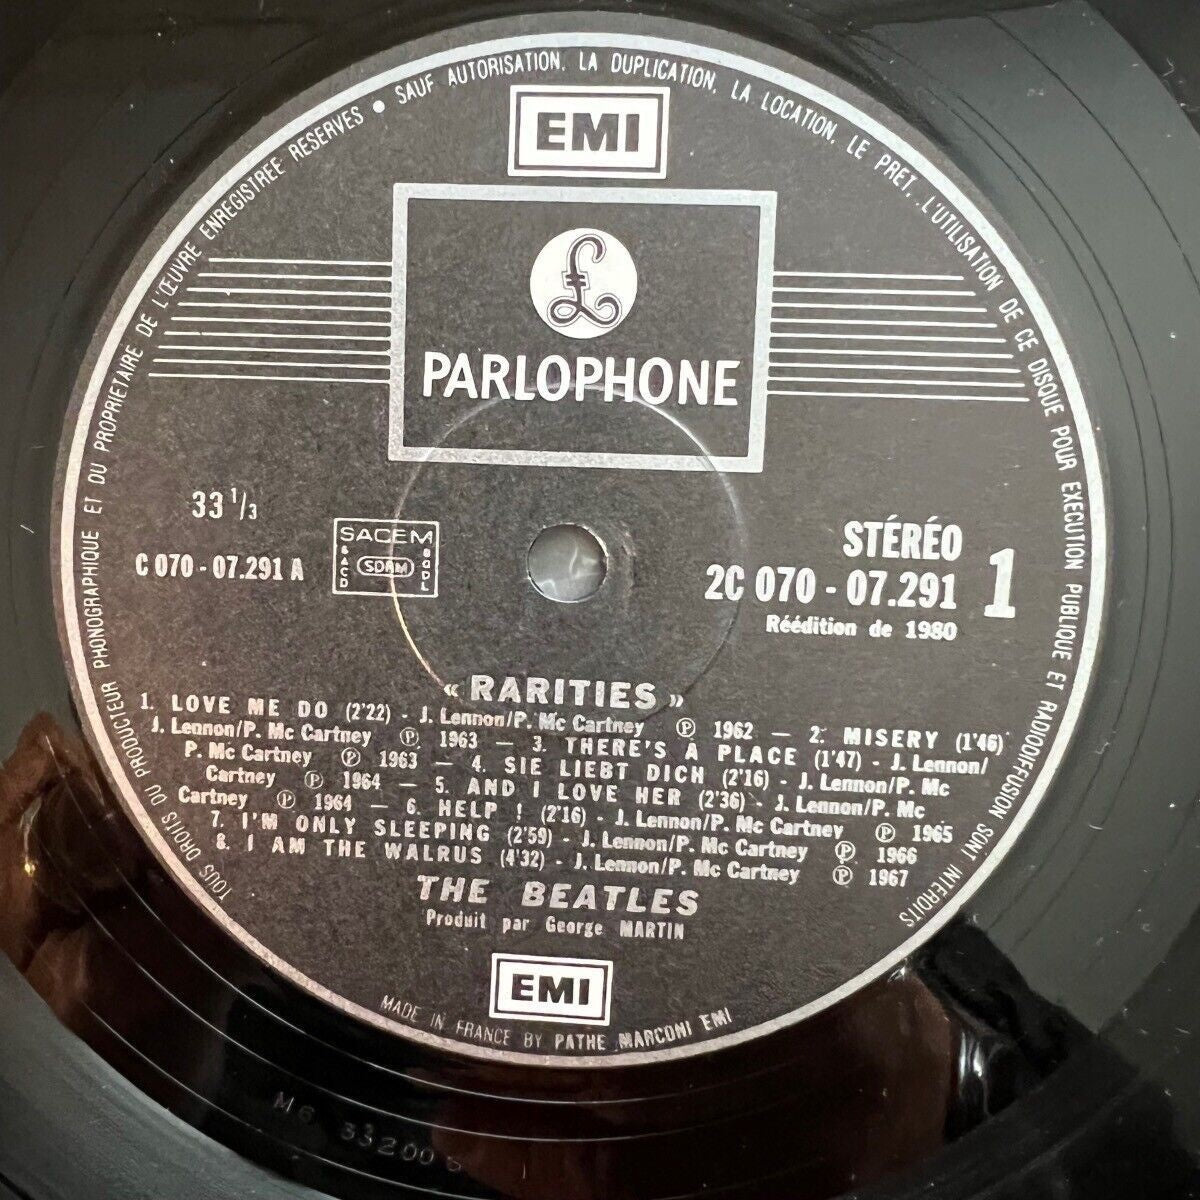 TOUS DROITS DU PRODUCTEUR PHONOGRAPHIQUE ET DU PROPRIETAIRE DE L'ŒUVRE ENREGISTRÉE RESERVES • SAUF AUTORISATION, LA DUPLICATION, LA LOCATION, LE PRET, L'UTILISATION DE CE DISQUE POUR EXECUTION PUBLIQUE ET RADIODIFFUSION SONT INTERDITS
EMI
£
PARLOPHONE
33 1/3
C 070 - 07.291 A
SACEM
SACD
SDRM
SGDL
STÉRÉO
2C 070 - 07.291
1
Réédition de 1980
« RARITIES »
1. LOVE ME DO (2'22) - J. Lennon/P. Mc Cartney ℗ 1962 — 2. MISERY (1'46)
J. Lennon/P. Mc Cartney ℗ 1963 — 3. THERE'S A PLACE (1'47) - J. Lennon/
P. Mc Cartney ℗ 1963 — 4. SIE LIEBT DICH (2'16) - J. Lennon/P. Mc
Cartney ℗ 1964 — 5. AND I LOVE HER (2'36) - J. Lennon/P. Mc
Cartney ℗ 1964 — 6. HELP ! (2'16) - J. Lennon/P. Mc Cartney ℗ 1965
7. I'M ONLY SLEEPING (2'59) - J. Lennon/P. Mc Cartney ℗ 1966
8. I AM THE WALRUS (4'32) - J. Lennon/P. Mc Cartney ℗ 1967
THE BEATLES
Produit par George MARTIN
EMI
MADE IN FRANCE BY PATHE MARCONI EMI
M6 33200